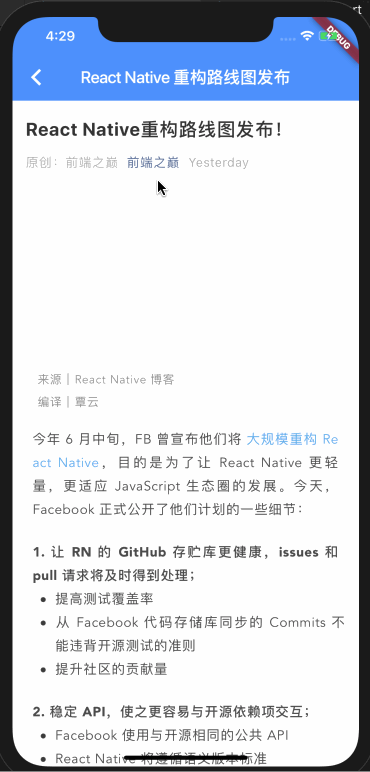 rt
4:29
DEBUG
React Native 重构路线图发布
React Native重构路线图发布！
原创：前端之巅 前端之巅 Yesterday
来源｜React Native 博客
编译｜覃云
今年 6 月中旬，FB 曾宣布他们将 大规模重构 Re
act Native，目的是为了让 React Native 更轻
量，更适应 JavaScript 生态圈的发展。今天，
Facebook 正式公开了他们计划的一些细节：
1. 让 RN 的 GitHub 存贮库更健康，issues 和
pull 请求将及时得到处理；
• 提高测试覆盖率
• 从 Facebook 代码存储库同步的 Commits 不
能违背开源测试的准则
• 提升社区的贡献量
2. 稳定 API，使之更容易与开源依赖项交互；
• Facebook 使用与开源相同的公共 API
• React Native 将遵循语义版本标准